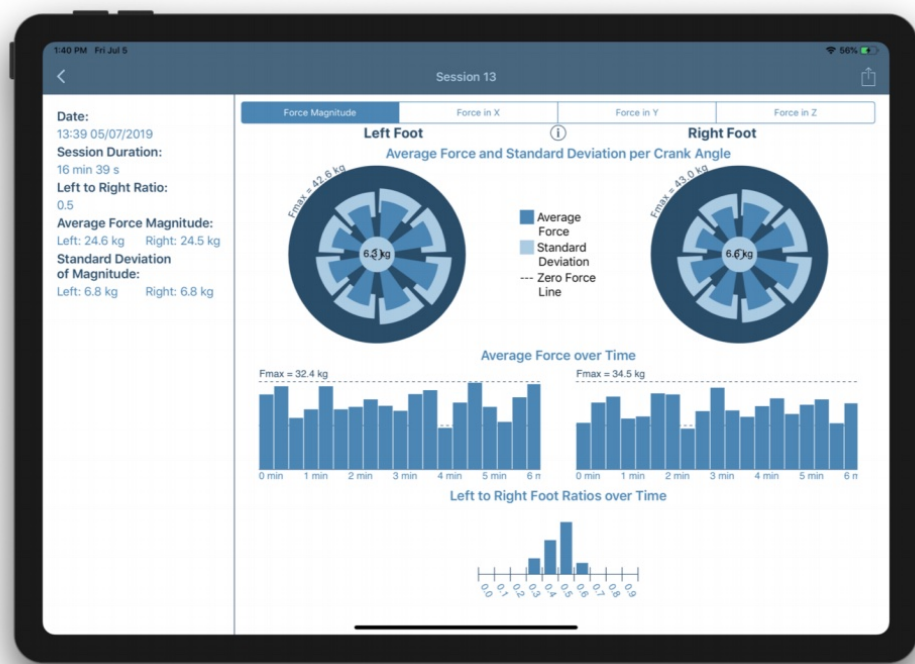 1:40 PM Fri Jul 5
56%
Session 13
Date:
13:39 05/07/2019
Session Duration:
16 min 39 s
Left to Right Ratio:
0.5
Average Force Magnitude:
Left: 24.6 kg Right: 24.5 kg
Standard Deviation
of Magnitude:
Left: 6.8 kg Right: 6.8 kg
Force Magnitude
Force in X
Force in Y
Force in Z
Left Foot
Right Foot
Average Force and Standard Deviation per Crank Angle
Fmax = 42.6 kg
6.3 kg
Average
Force
Standard
Deviation
--- Zero Force
Line
Fmax = 43.0 kg
Average Force over Time
Fmax = 32.4 kg
0 min 1 min 2 min 3 min 4 min 5 min 6 m
Fmax = 34.5 kg
0 min 1 min 2 min 3 min 4 min 5 min 6 m
Left to Right Foot Ratios over Time
0.0 0.1 0.2 0.3 0.4 0.5 0.6 0.7 0.8 0.9